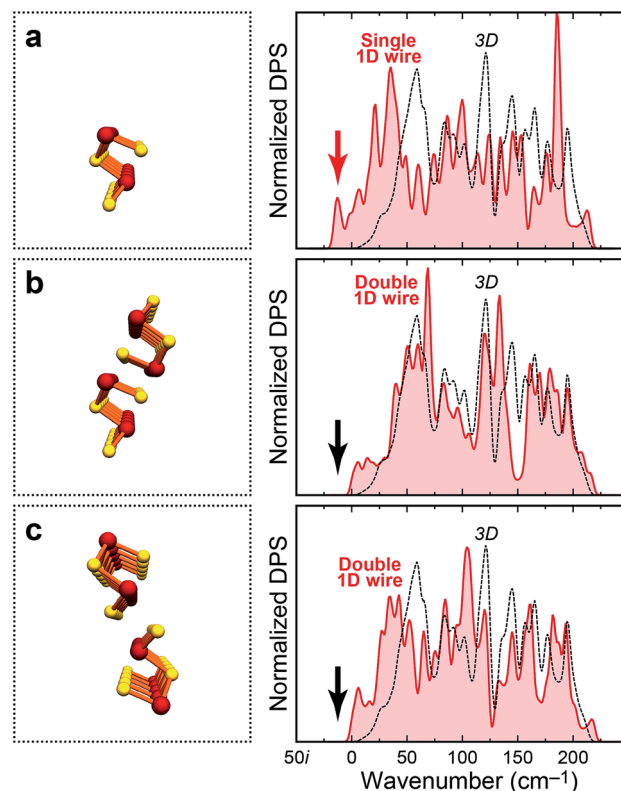 a
Normalized DPS
Single
1D wire
3D
b
Normalized DPS
Double
1D wire
3D
c
Normalized DPS
Double
1D wire
3D
50i 0 50 100 150 200
Wavenumber (cm⁻¹)